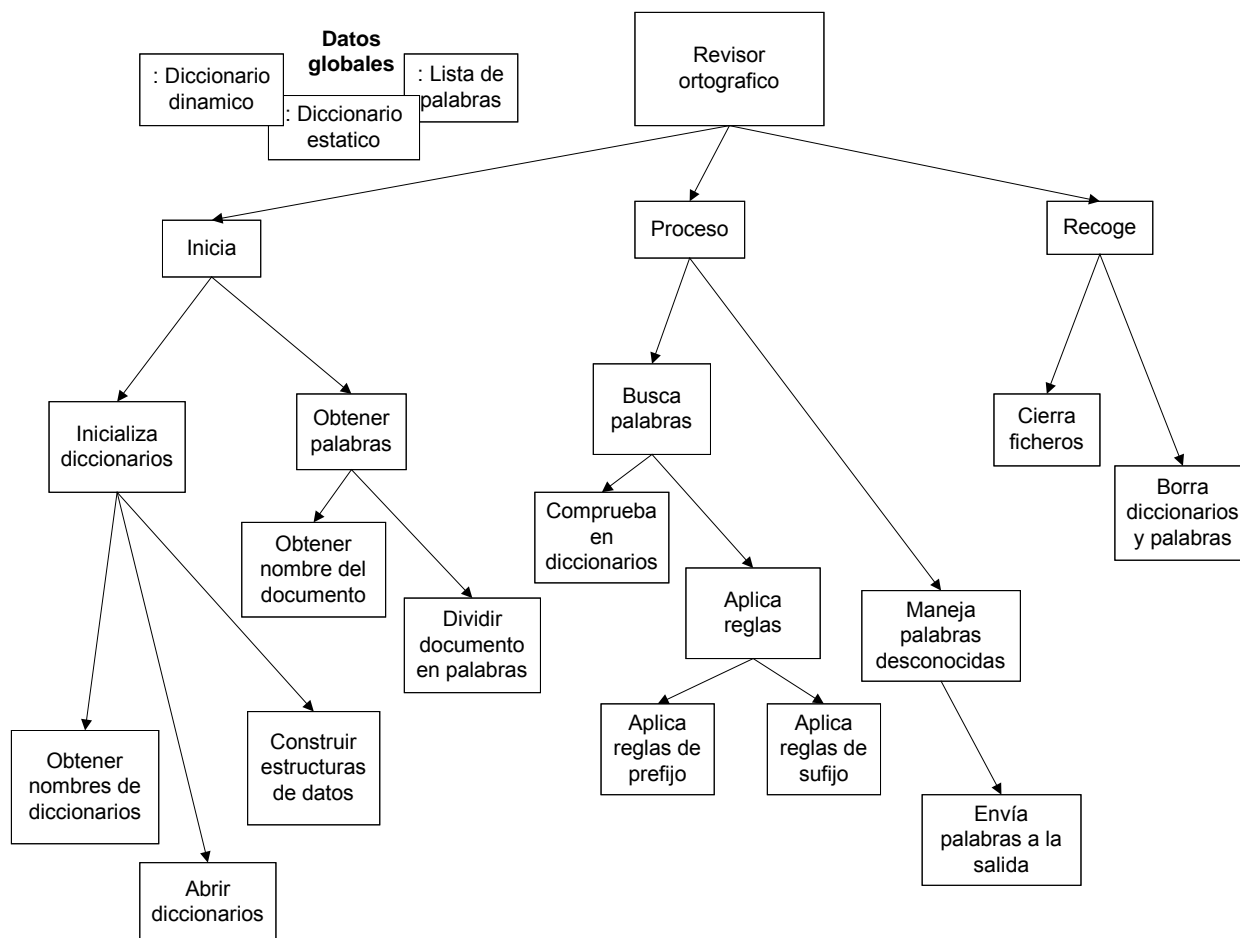 Datos
globales
: Diccionario
dinamico
: Lista de
palabras
: Diccionario
estatico
Revisor
ortografico
Inicia
Proceso
Recoge
Inicializa
diccionarios
Obtener
palabras
Busca
palabras
Cierra
ficheros
Borra
diccionarios
y palabras
Obtener
nombre del
documento
Dividir
documento
en palabras
Comprueba
en
diccionarios
Aplica
reglas
Maneja
palabras
desconocidas
Obtener
nombres de
diccionarios
Construir
estructuras
de datos
Abrir
diccionarios
Aplica
reglas de
prefijo
Aplica
reglas de
sufijo
Envía
palabras a la
salida